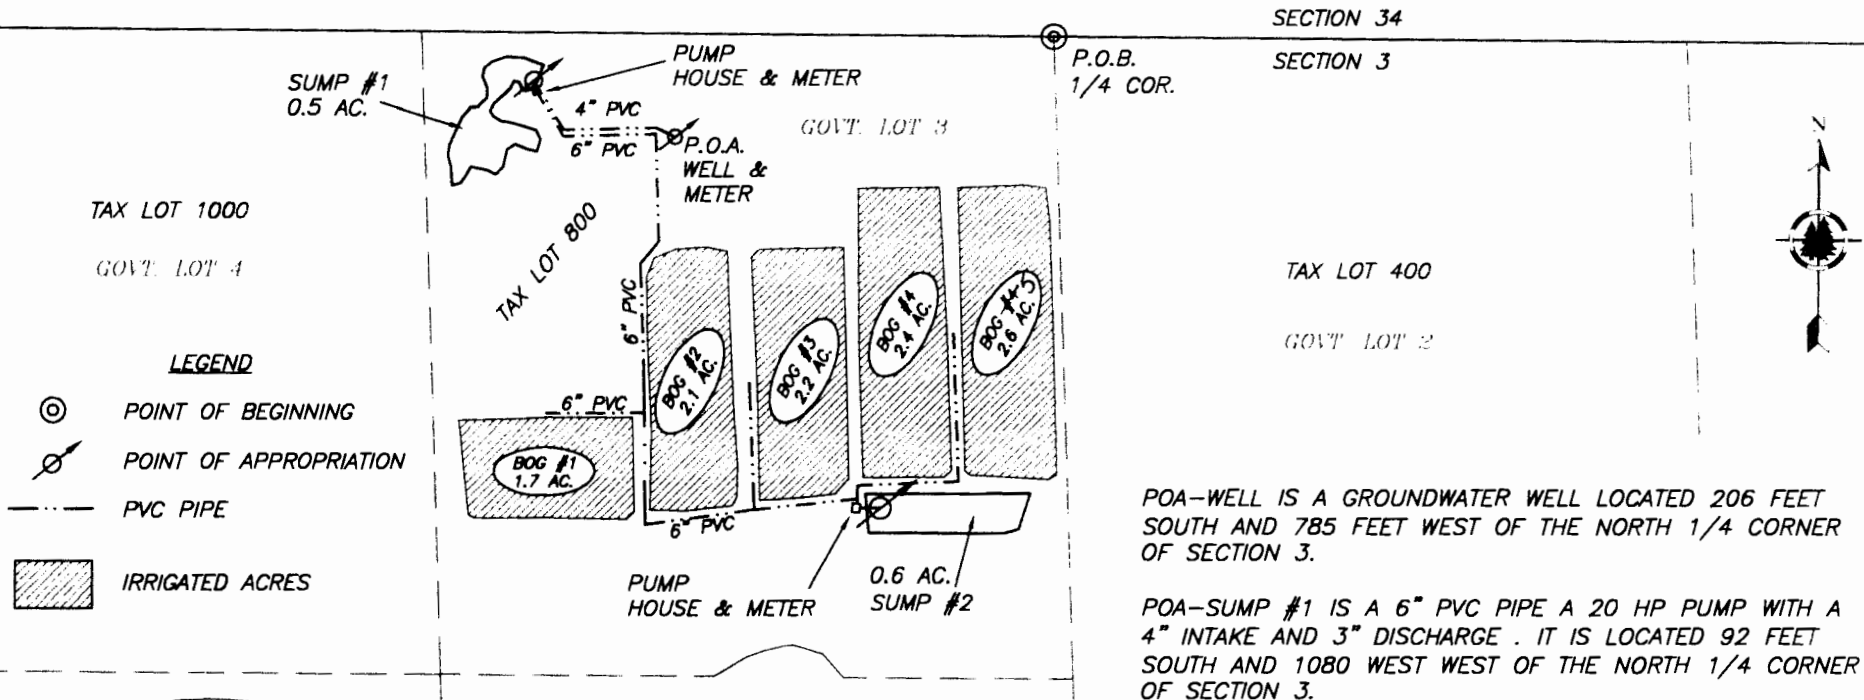 SECTION 34
SECTION 3
P.O.B.
1/4 COR.
PUMP
HOUSE & METER
SUMP #1
0.5 AC.
4" PVC
6" PVC
P.O.A.
WELL &
METER
GOVT. LOT 3
N
TAX LOT 1000
GOVT. LOT 4
TAX LOT 800
TAX LOT 400
GOVT LOT 2
6" PVC
BOG #2
2.1 AC.
BOG #3
2.2 AC.
BOG #4
2.4 AC.
BOG #4 5
2.6 AC.
6" PVC
BOG #1
1.7 AC.
6" PVC
LEGEND
POINT OF BEGINNING
POINT OF APPROPRIATION
PVC PIPE
IRRIGATED ACRES
PUMP
HOUSE & METER
0.6 AC.
SUMP #2
POA-WELL IS A GROUNDWATER WELL LOCATED 206 FEET
SOUTH AND 785 FEET WEST OF THE NORTH 1/4 CORNER
OF SECTION 3.
POA-SUMP #1 IS A 6" PVC PIPE A 20 HP PUMP WITH A
4" INTAKE AND 3" DISCHARGE . IT IS LOCATED 92 FEET
SOUTH AND 1080 WEST WEST OF THE NORTH 1/4 CORNER
OF SECTION 3.